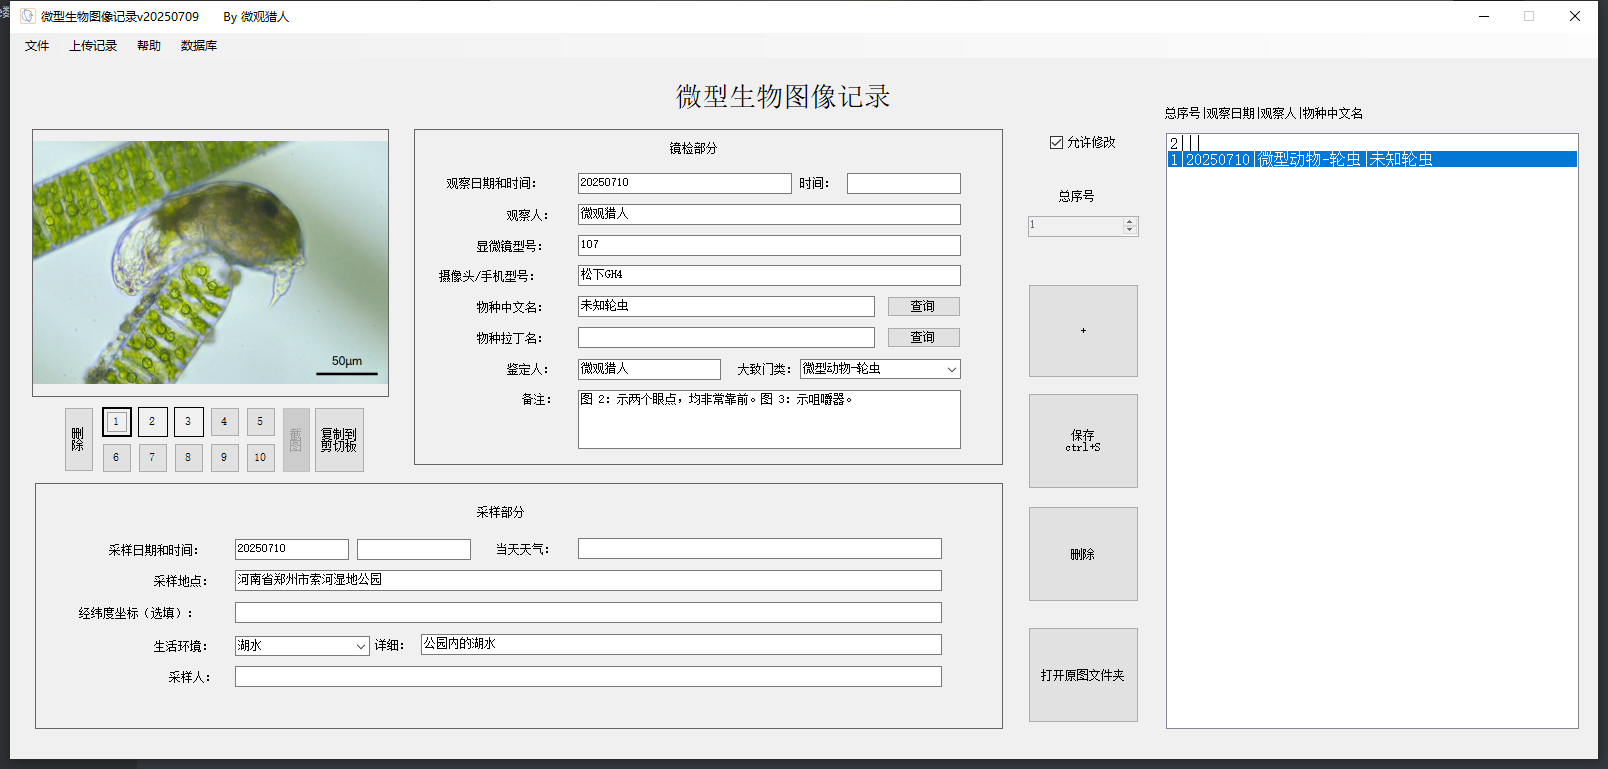 微型生物图像记录v20250709 By 微观猎人
文件 上传记录 帮助 数据库
微型生物图像记录
50μm
删除
1 2 3 4 5
6 7 8 9 10
截图
复制到剪切板
镜检部分
观察日期和时间： 20250710 时间：
观察人： 微观猎人
显微镜型号： 107
摄像头/手机型号： 松下GH4
物种中文名： 未知轮虫 查询
物种拉丁名： 查询
鉴定人： 微观猎人 大致门类： 微型动物-轮虫
备注： 图 2：示两个眼点，均非常靠前。图 3：示咀嚼器。
采样部分
采样日期和时间： 20250710 当天天气：
采样地点： 河南省郑州市索河湿地公园
经纬度坐标（选填）：
生活环境： 湖水 详细： 公园内的湖水
采样人：
允许修改
总序号
1
+
保存
ctrl+S
删除
打开原图文件夹
总序号|观察日期|观察人|物种中文名
2|||
1|20250710|微型动物-轮虫|未知轮虫